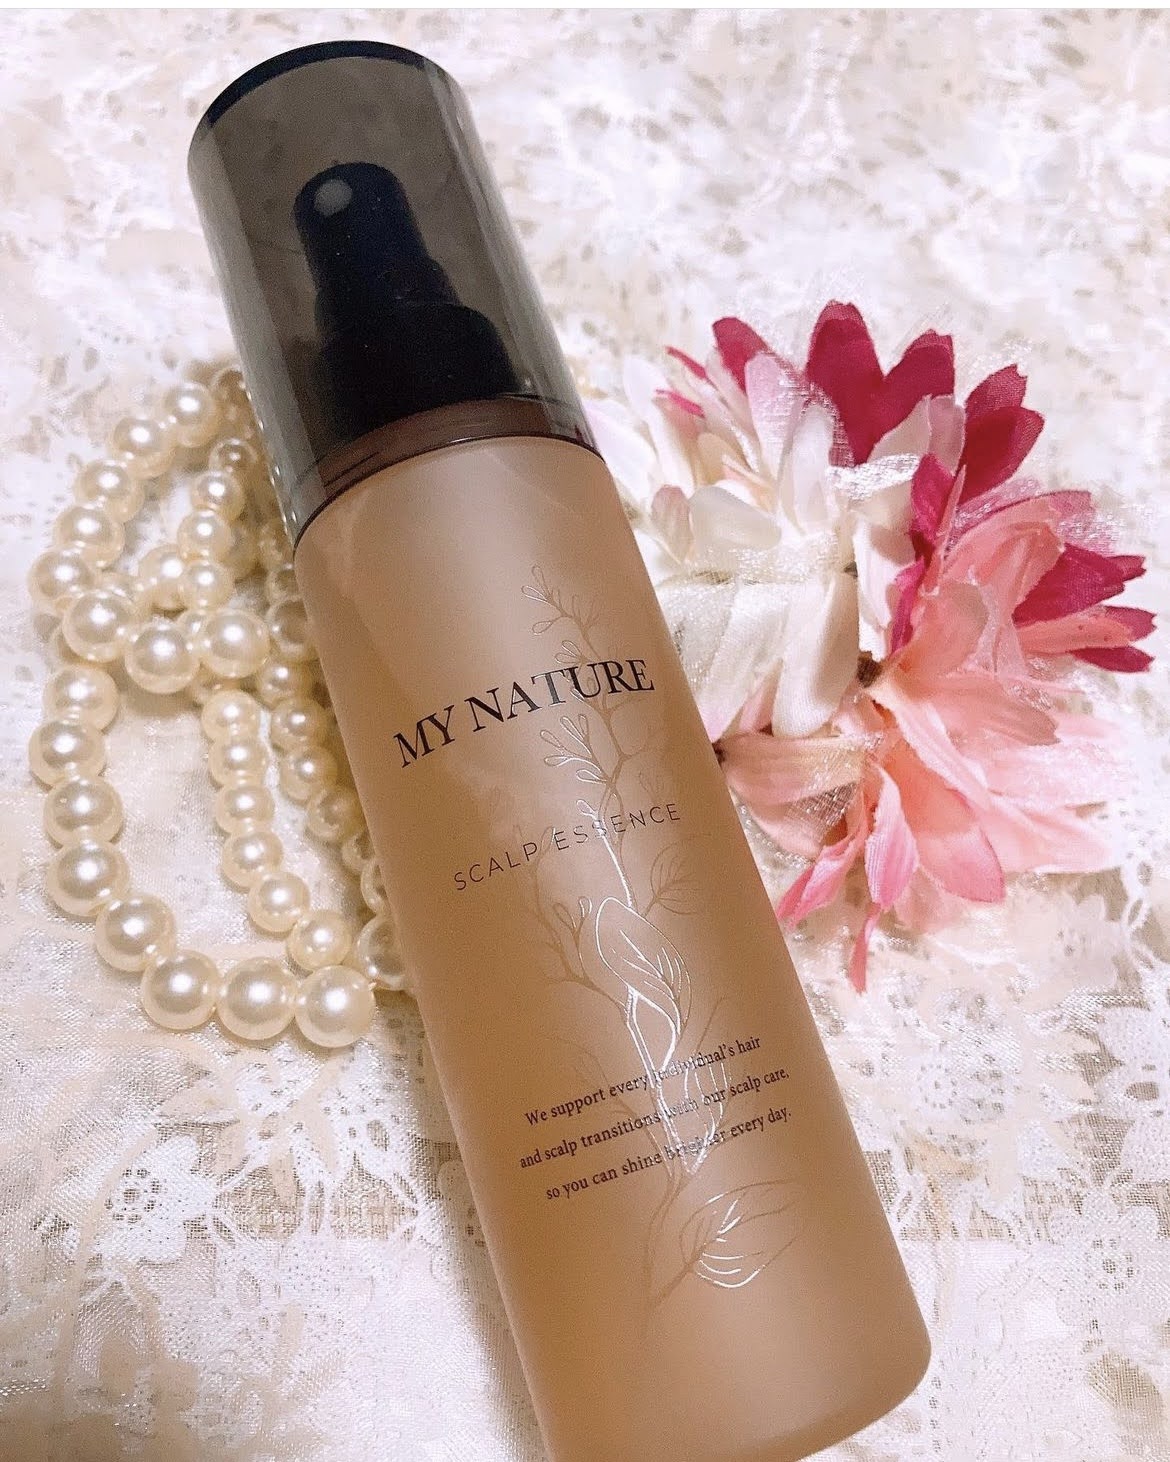 MY NATURE
SCALP ESSENCE
We support every individual's hair
and scalp transitions with our scalp care,
so you can shine brighter every day.